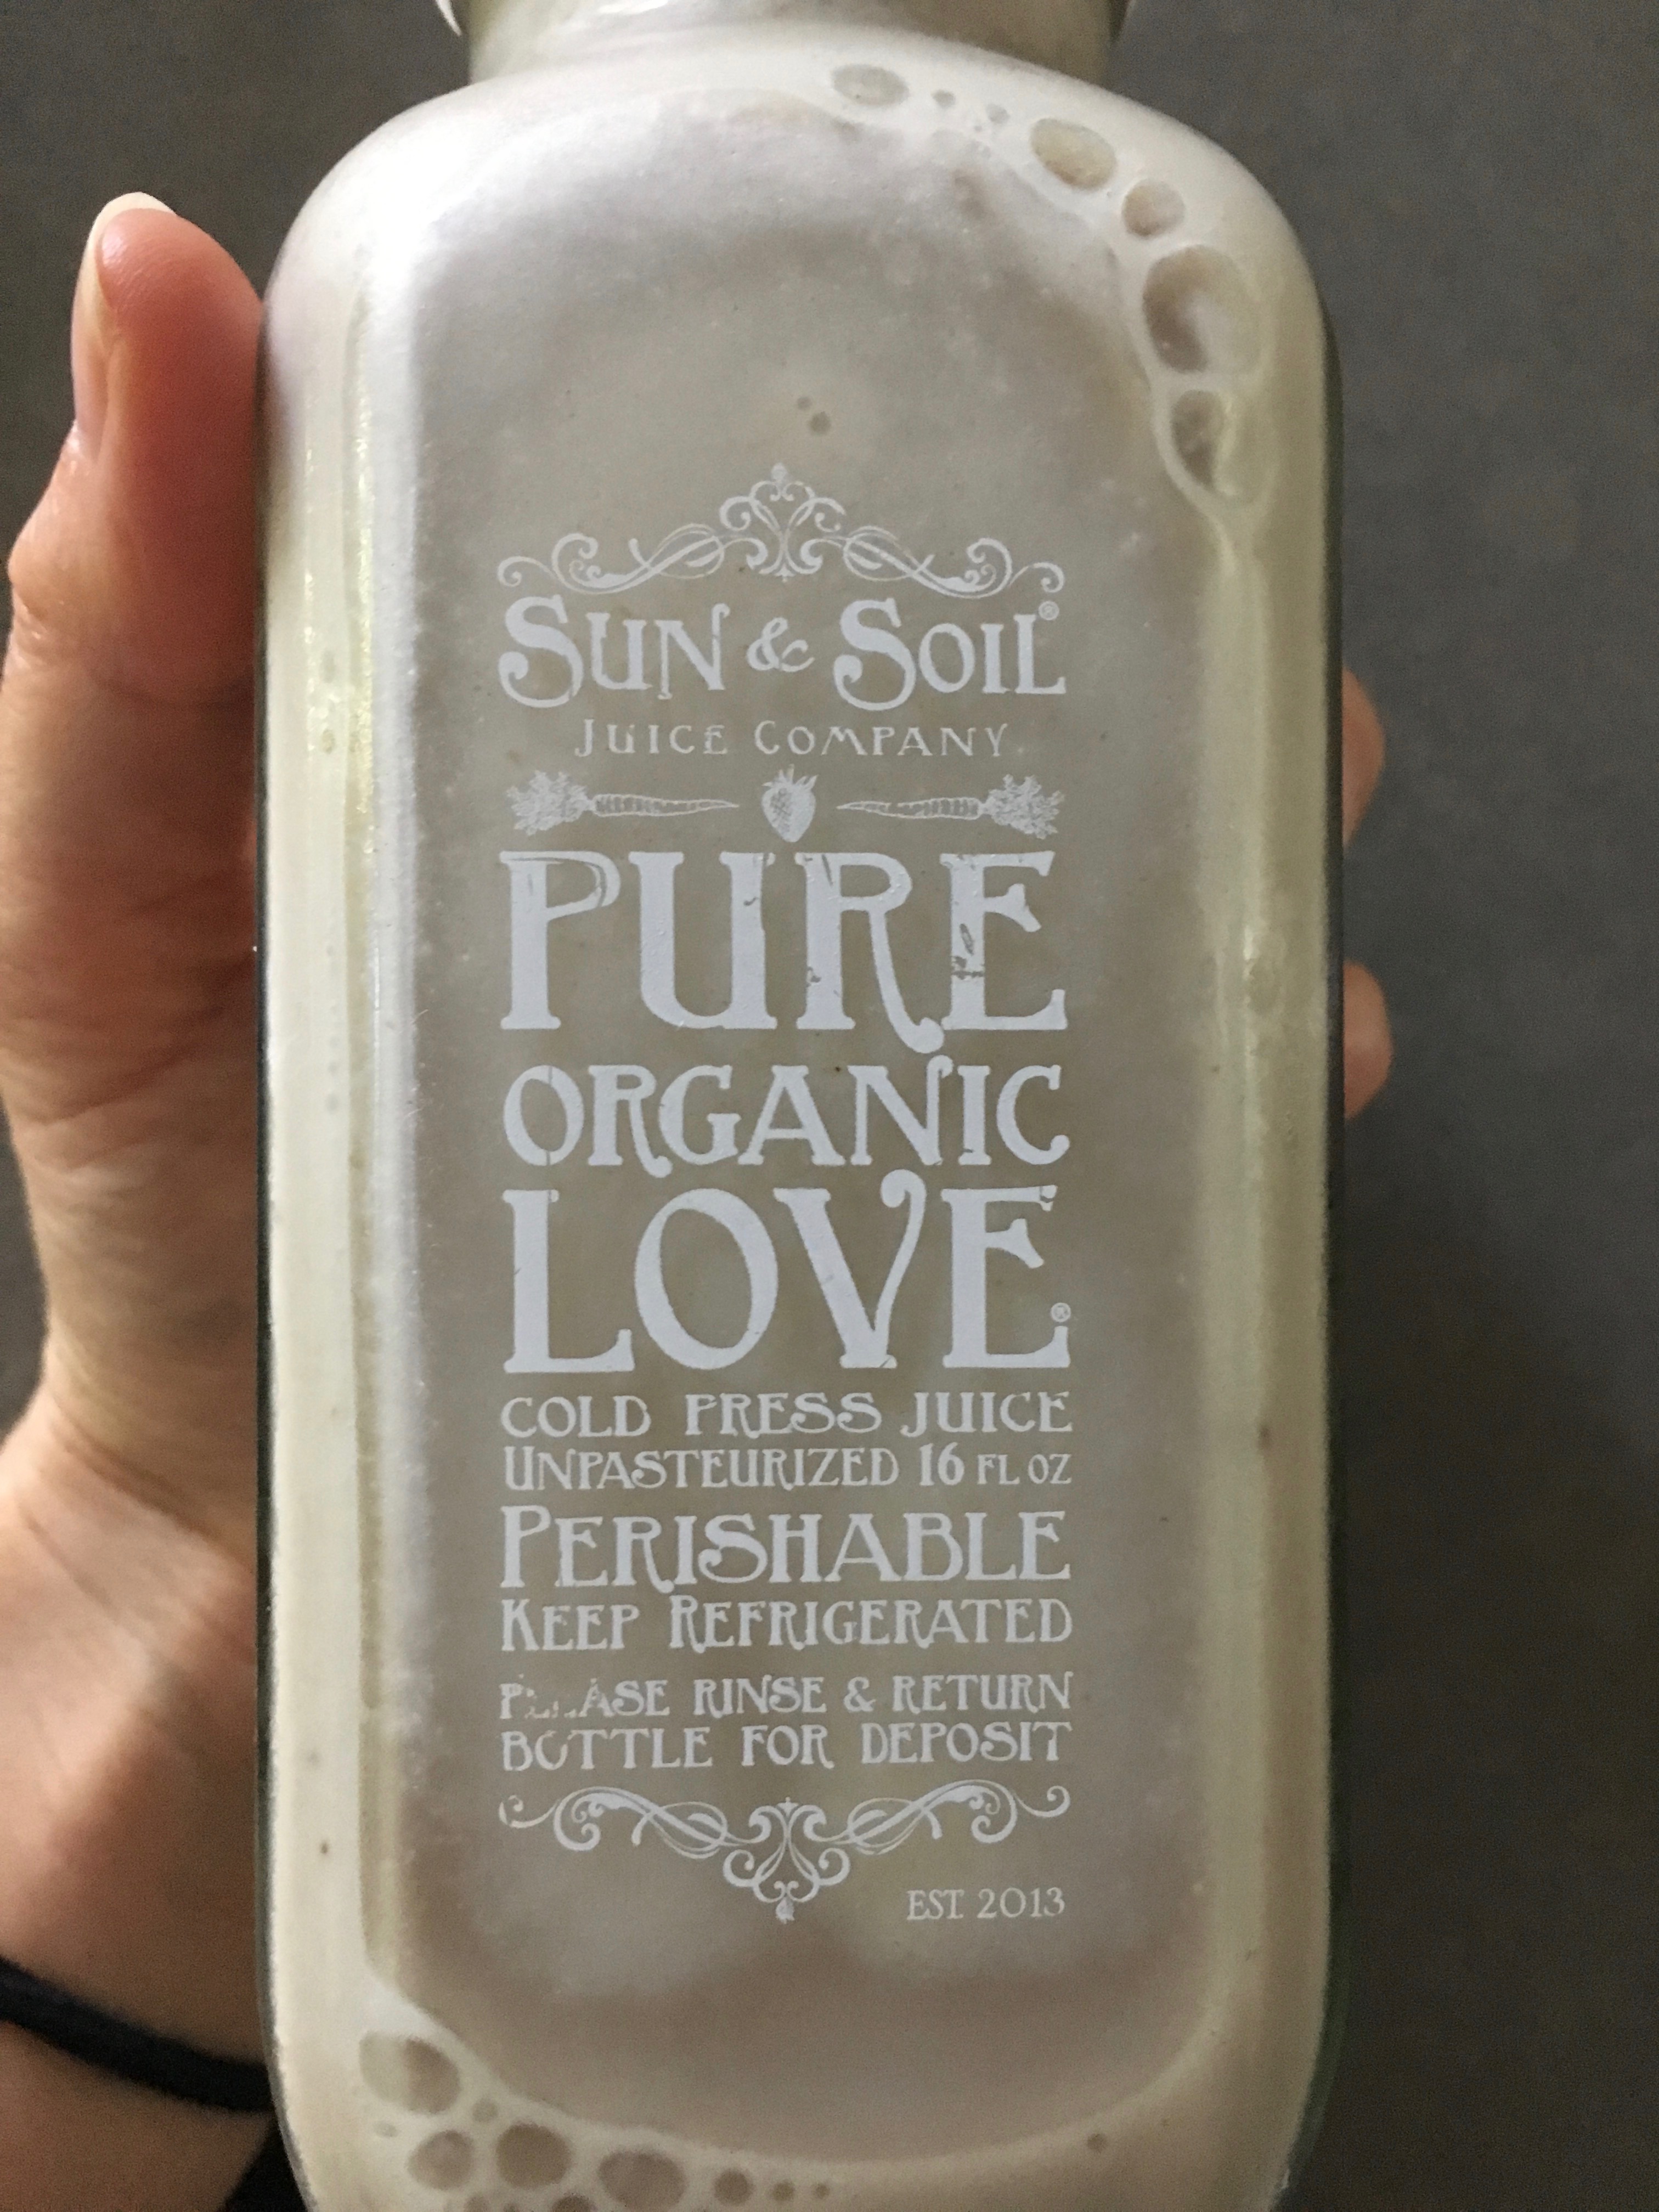 SUN & SOIL®
JUICE COMPANY
PURE
ORGANIC
LOVE®
COLD PRESS JUICE
UNPASTEURIZED 16 FL OZ
PERISHABLE
KEEP REFRIGERATED
PLEASE RINSE & RETURN
BOTTLE FOR DEPOSIT
EST. 2013